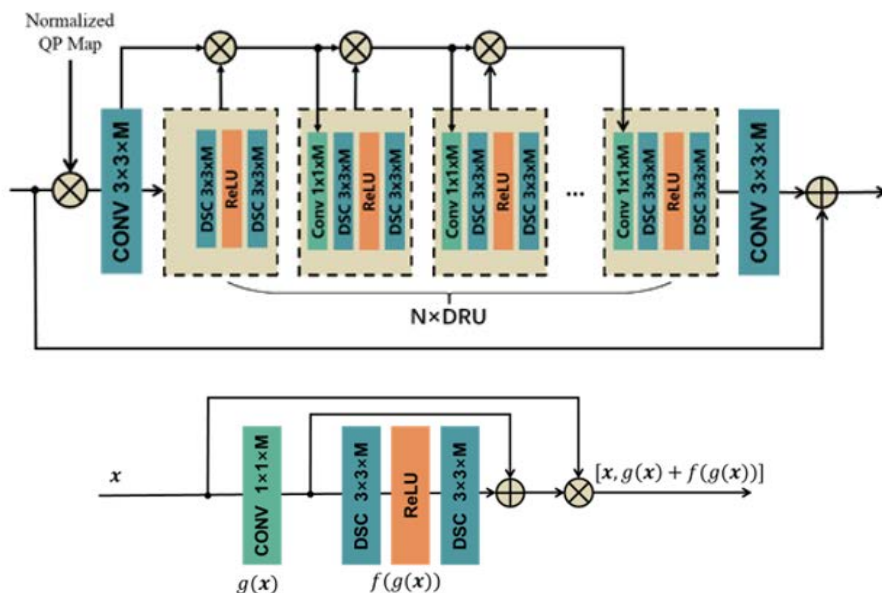 Normalized
QP Map
CONV 3×3×M
DSC 3x3xM
ReLU
DSC 3x3xM
Conv 1x1xM
DSC 3x3xM
ReLU
DSC 3x3xM
Conv 1x1xM
DSC 3x3xM
ReLU
DSC 3x3xM
...
Conv 1x1xM
DSC 3x3xM
ReLU
DSC 3x3xM
CONV 3×3×M
N×DRU
x
CONV 1×1×M
DSC 3×3×M
ReLU
DSC 3×3×M
[x, g(x) + f(g(x))]
g(x)
f(g(x))